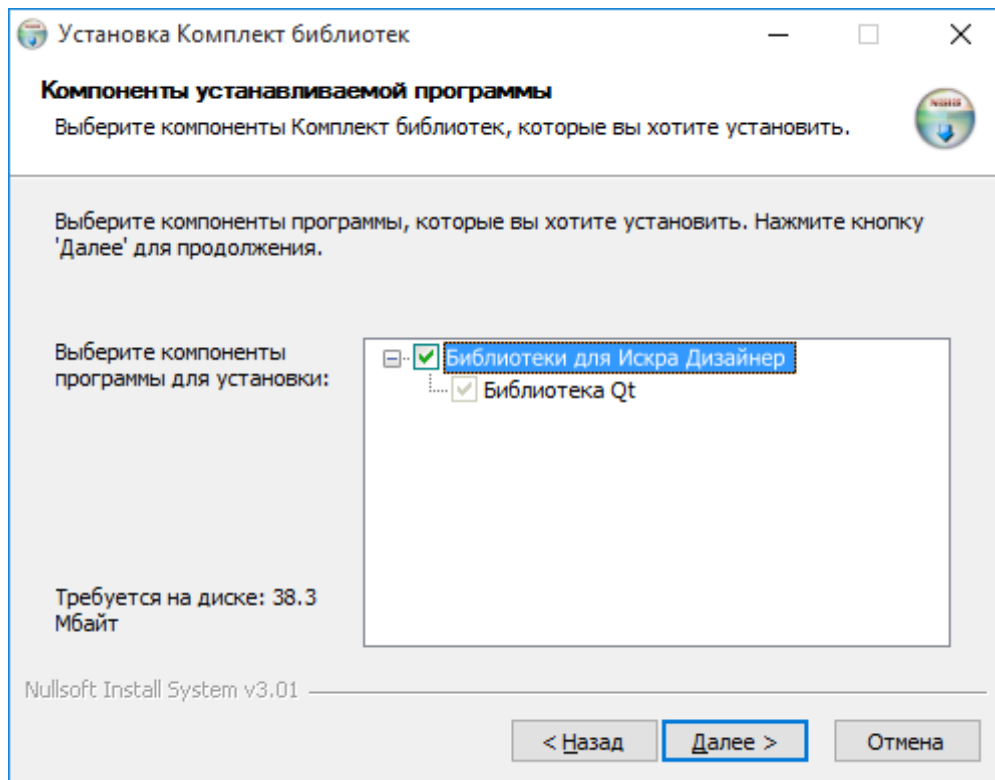 Установка Комплект библиотек
Компоненты устанавливаемой программы
Выберите компоненты Комплект библиотек, которые вы хотите установить.
Выберите компоненты программы, которые вы хотите установить. Нажмите кнопку
'Далее' для продолжения.
Выберите компоненты
программы для установки:
Библиотеки для Искра Дизайнер
Библиотека Qt
Требуется на диске: 38.3
Мбайт
Nullsoft Install System v3.01
< Назад
Далее >
Отмена